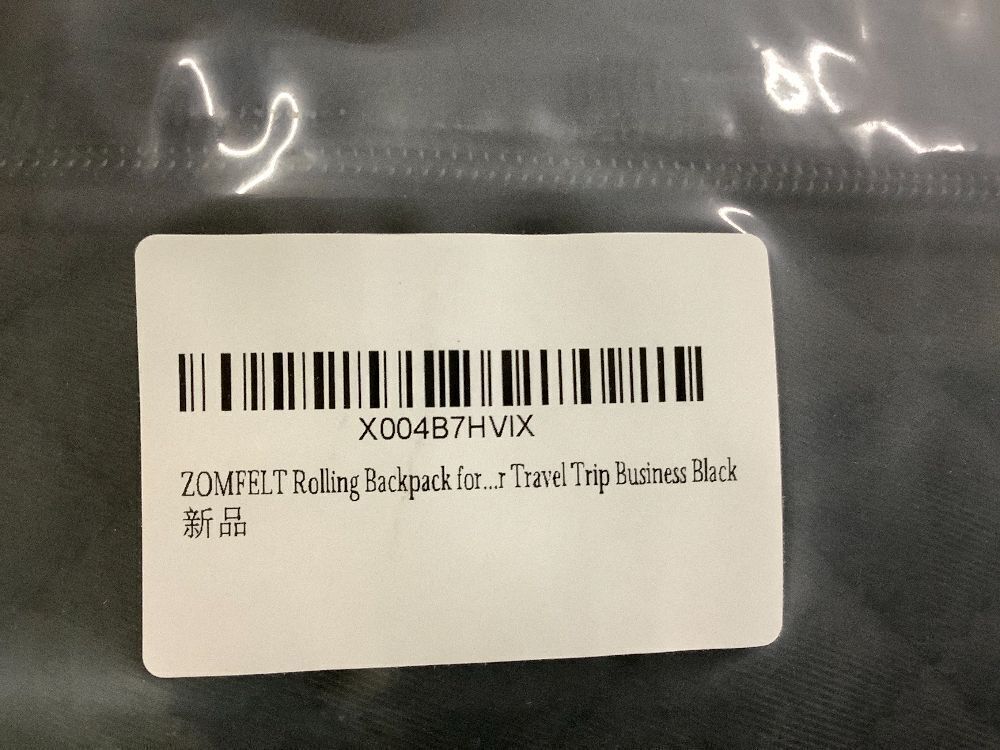 X004B7HVIX
ZOMFELT Rolling Backpack for...r Travel Trip Business Black
新品